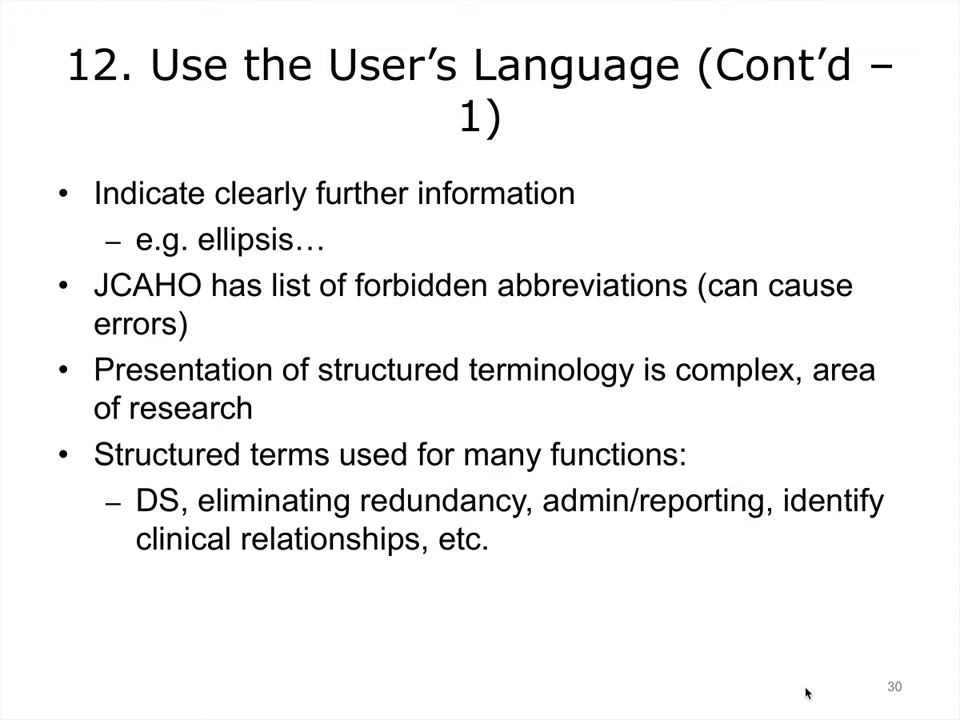 12. Use the User’s Language (Cont’d –
1)
• Indicate clearly further information
– e.g. ellipsis…
• JCAHO has list of forbidden abbreviations (can cause
errors)
• Presentation of structured terminology is complex, area
of research
• Structured terms used for many functions:
– DS, eliminating redundancy, admin/reporting, identify
clinical relationships, etc.
30